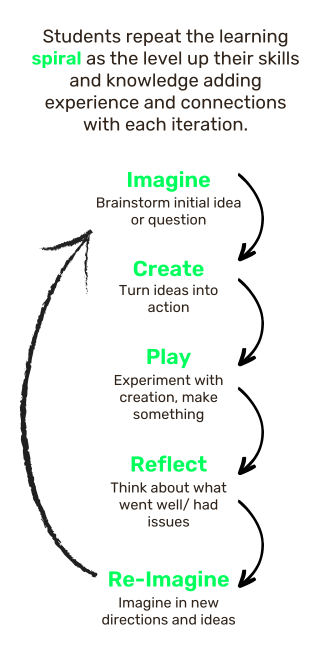 Students repeat the learning
spiral as the level up their skills
and knowledge adding
experience and connections
with each iteration.
Imagine
Brainstorm initial idea
or question
Create
Turn ideas into
action
Play
Experiment with
creation, make
something
Reflect
Think about what
went well/ had
issues
Re-Imagine
Imagine in new
directions and ideas